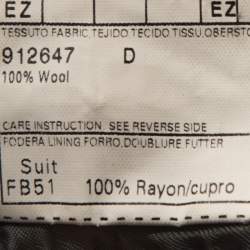 EZ EZ
TESSUTO FABRIC,TEJIDO TECIDO TISSU,OBERSTO
912647 D
100% Wool
CARE INSTRUCTION SEE REVERSE SIDE
FODERA LINING FORRO,DOUBLURE FUTTER
Suit
FB51 100% Rayon/cupro